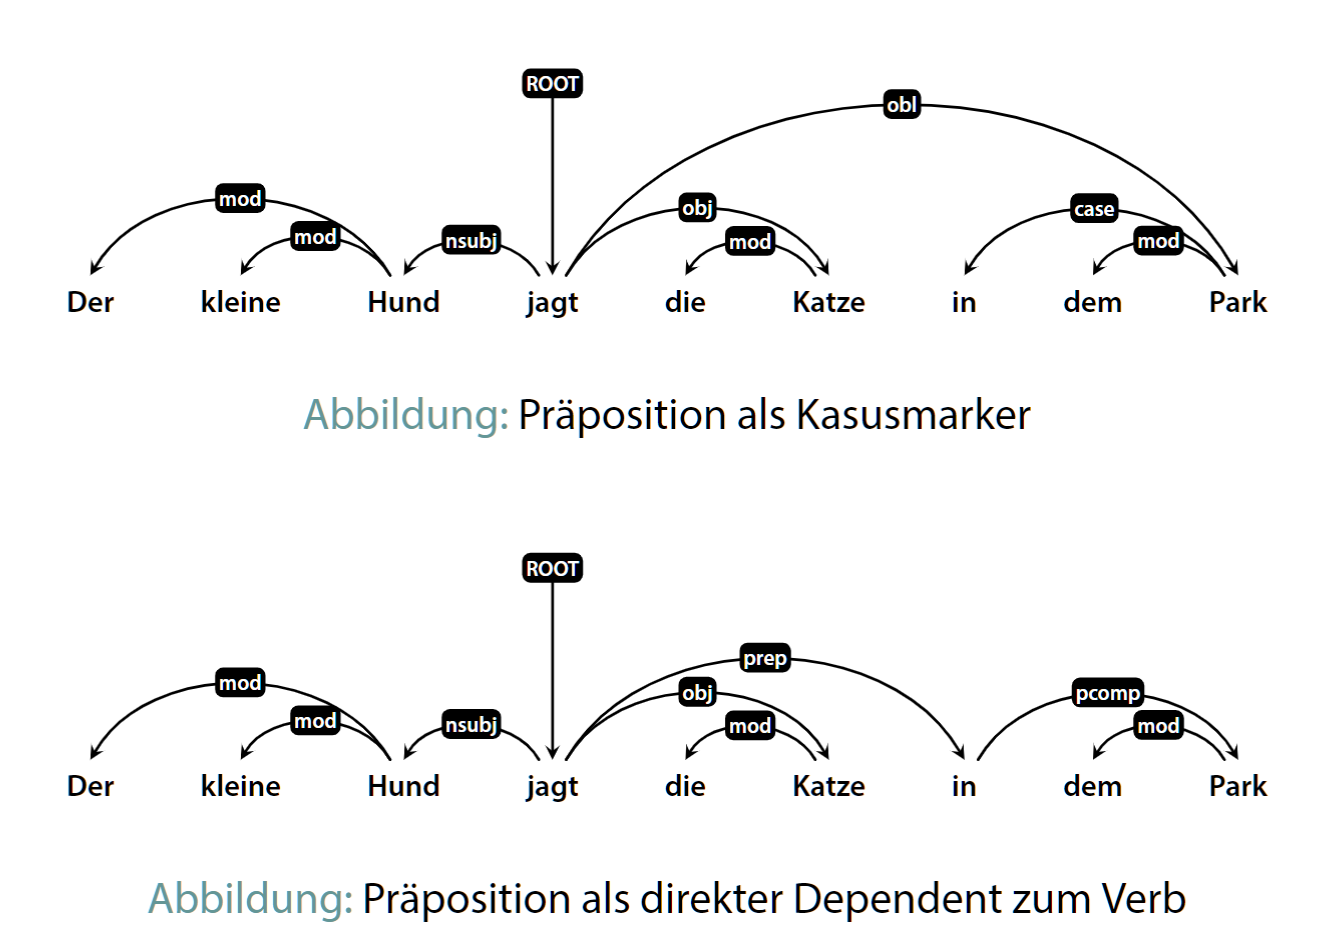 ROOT
obl
mod
obj
case
mod
nsubj
mod
mod
Der kleine Hund jagt die Katze in dem Park
Abbildung: Präposition als Kasusmarker
ROOT
prep
mod
obj
pcomp
mod
nsubj
mod
mod
Der kleine Hund jagt die Katze in dem Park
Abbildung: Präposition als direkter Dependent zum Verb